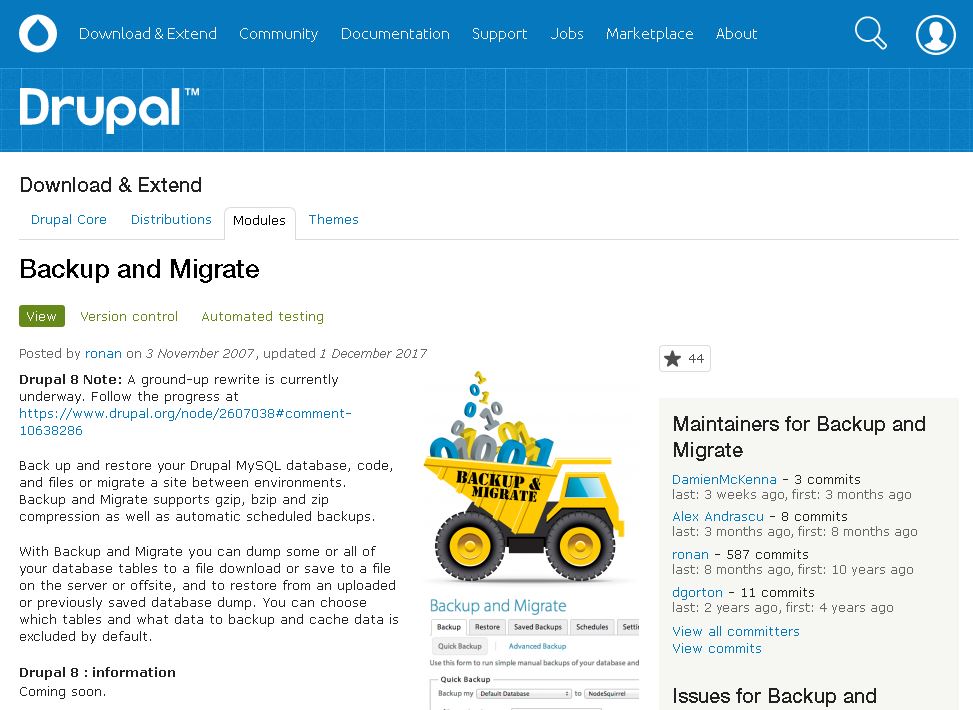 Download & Extend Community Documentation Support Jobs Marketplace About
Drupal™
Download & Extend
Drupal Core Distributions Modules Themes
Backup and Migrate
View Version control Automated testing
Posted by ronan on 3 November 2007, updated 1 December 2017
Drupal 8 Note: A ground-up rewrite is currently
underway. Follow the progress at
https://www.drupal.org/node/2607038#comment-
10638286
Back up and restore your Drupal MySQL database, code,
and files or migrate a site between environments.
Backup and Migrate supports gzip, bzip and zip
compression as well as automatic scheduled backups.
With Backup and Migrate you can dump some or all of
your database tables to a file download or save to a file
on the server or offsite, and to restore from an uploaded
or previously saved database dump. You can choose
which tables and what data to backup and cache data is
excluded by default.
Drupal 8 : information
Coming soon.
BACKUP &
MIGRATE
Backup and Migrate
Backup Restore Saved Backups Schedules
Quick Backup Advanced Backup
Use this form to run simple manual backups of your database and
Quick Backup
Backup my Default Database to NodeSquirrel
44
Maintainers for Backup and
Migrate
DamienMcKenna - 3 commits
last: 3 weeks ago, first: 3 months ago
Alex Andrascu - 8 commits
last: 3 months ago, first: 8 months ago
ronan - 587 commits
last: 8 months ago, first: 10 years ago
dgorton - 11 commits
last: 2 years ago, first: 4 years ago
View all committers
View commits
Issues for Backup and